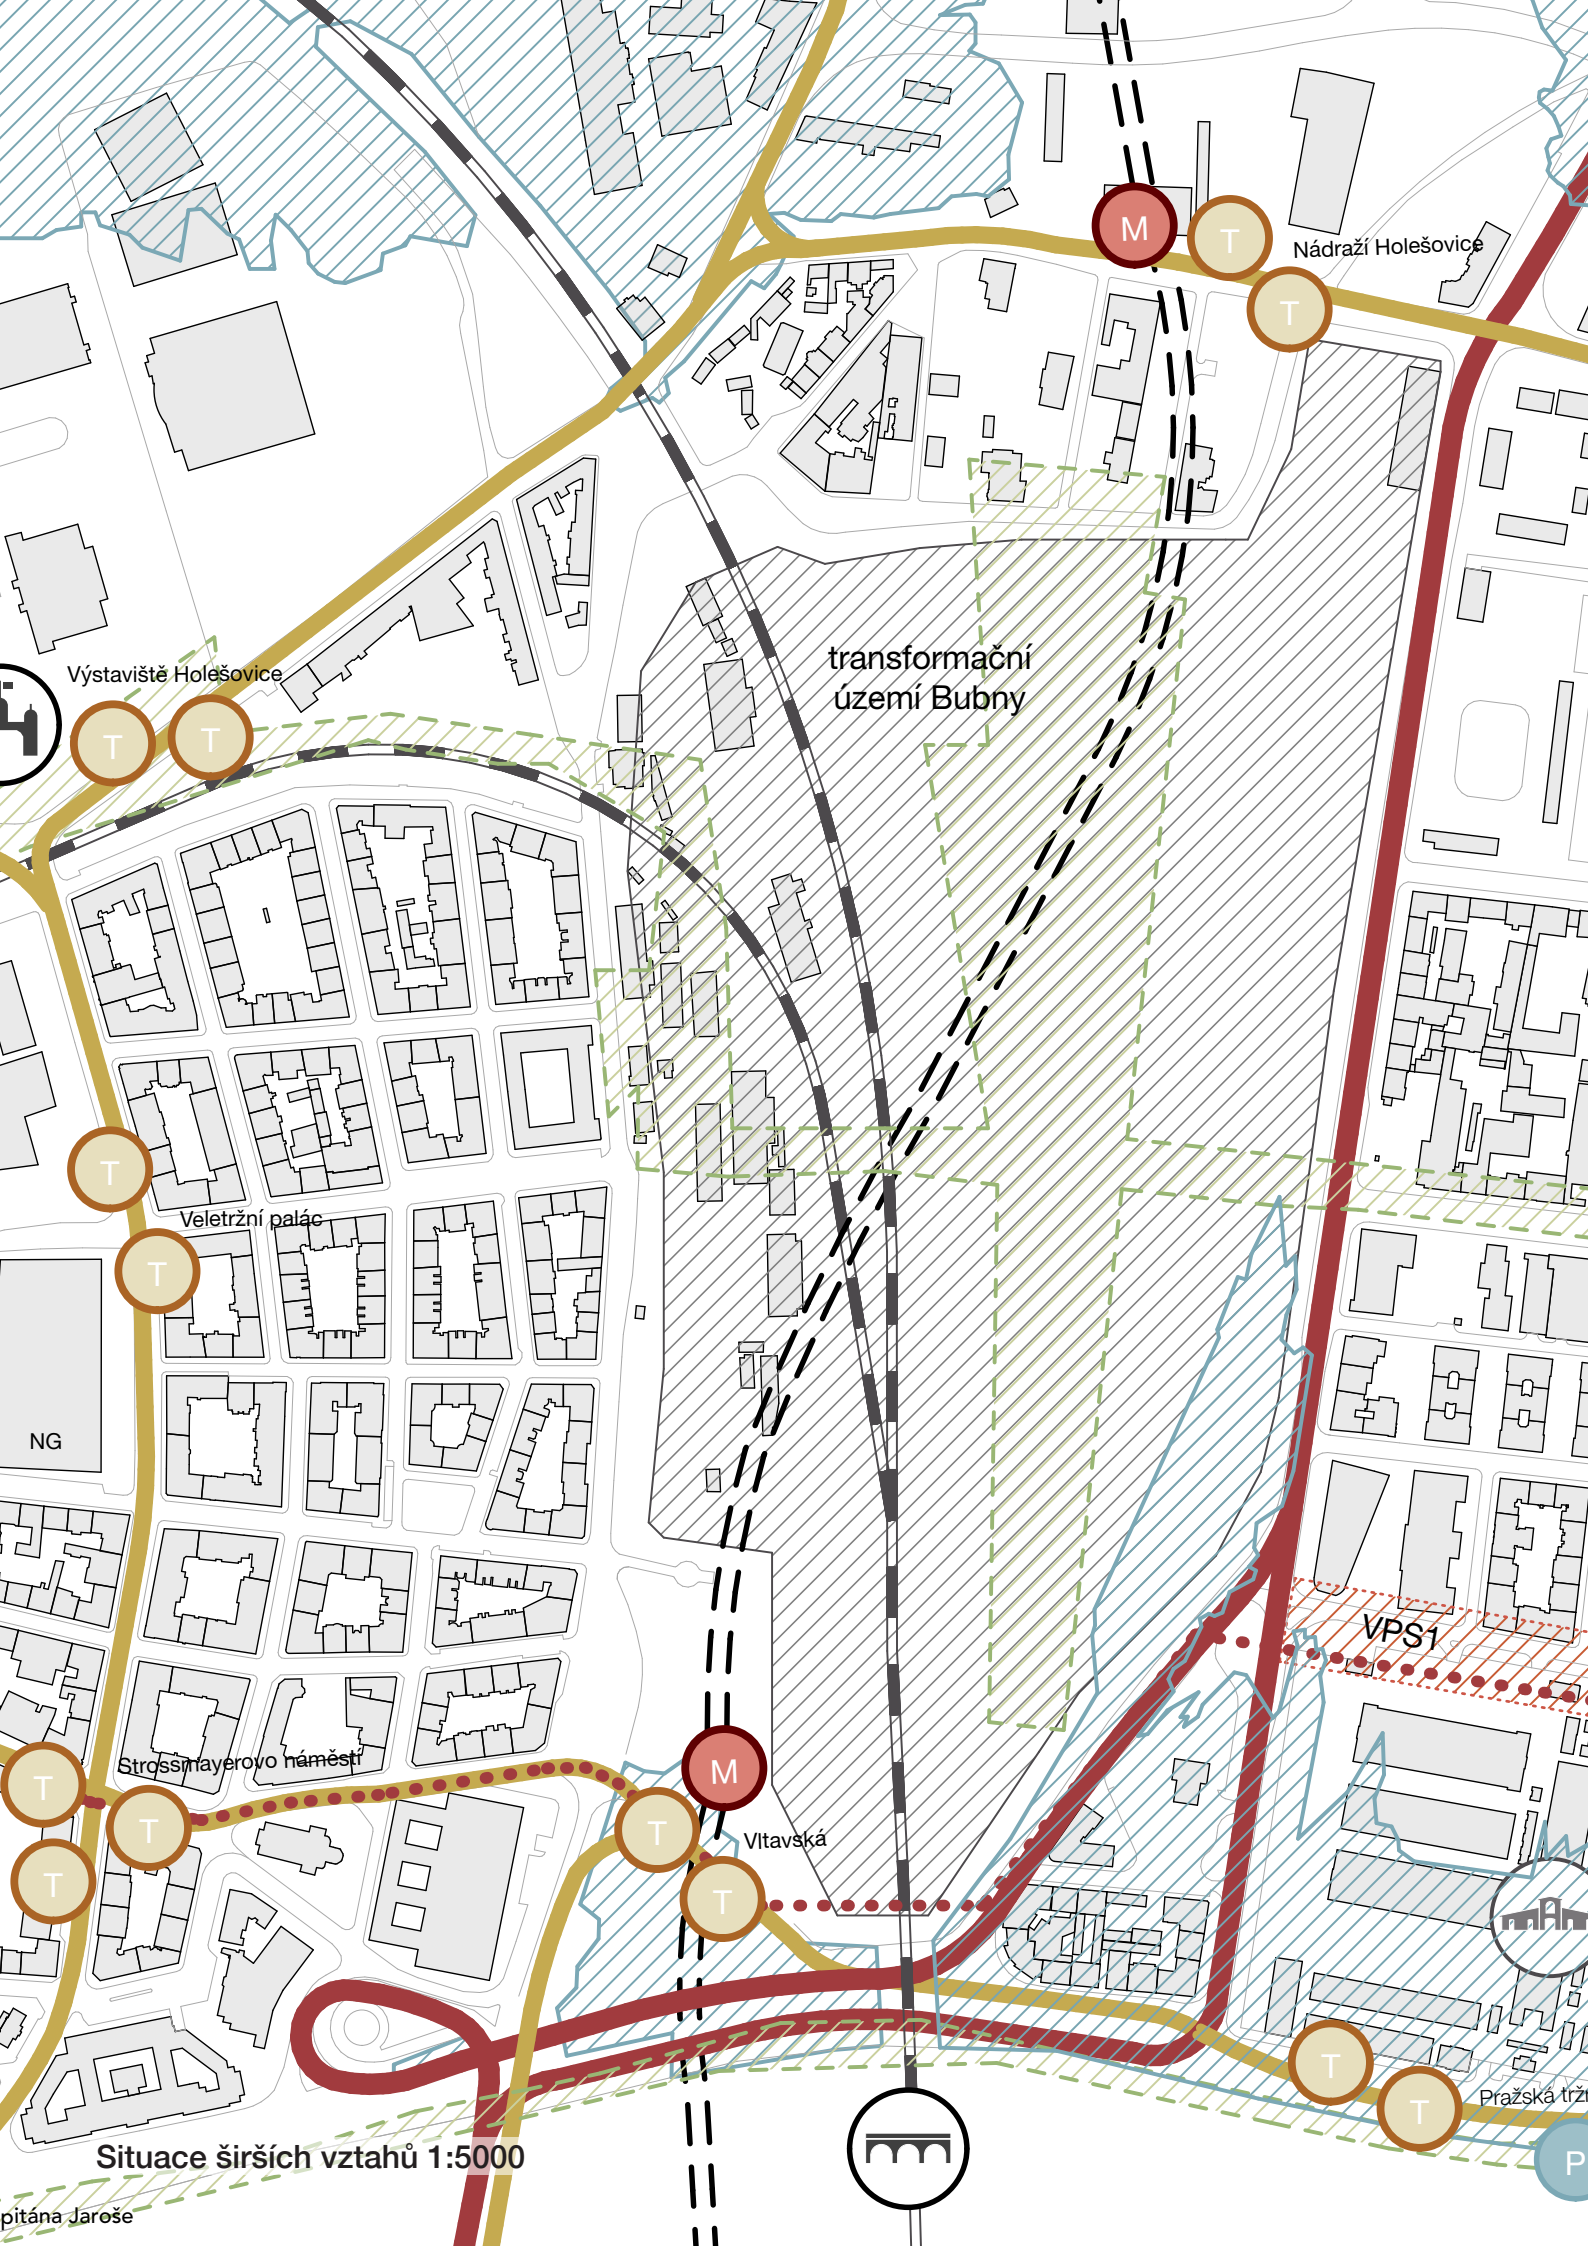 M
T
Nádraží Holešovice
T
transformační
území Bubny
Výstaviště Holešovice
T
T
T
Veletržní palác
T
NG
VPS1
Strossmayerovo náměstí
M
T
T
T
Vltavská
T
T
T
T
Pražská trž
P
Situace širších vztahů 1:5000
pitána Jaroše